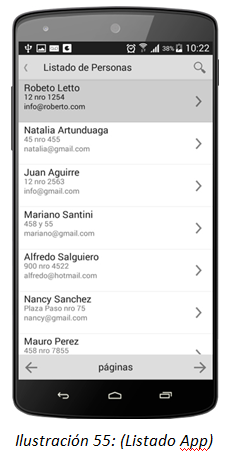 38% 10:22
Listado de Personas
Robeto Letto
12 nro 1254
info@roberto.com
Natalia Artunduaga
45 nro 455
natalia@gmail.com
Juan Aguirre
12 nro 2563
info@gmail.com
Mariano Santini
458 y 55
mariano@gmail.com
Alfredo Salguiero
900 nro 4522
alfredo@hotmail.com
Nancy Sanchez
Plaza Paso nro 75
nancy@gmail.com
Mauro Perez
458 nro 7855
páginas
Ilustración 55: (Listado App)